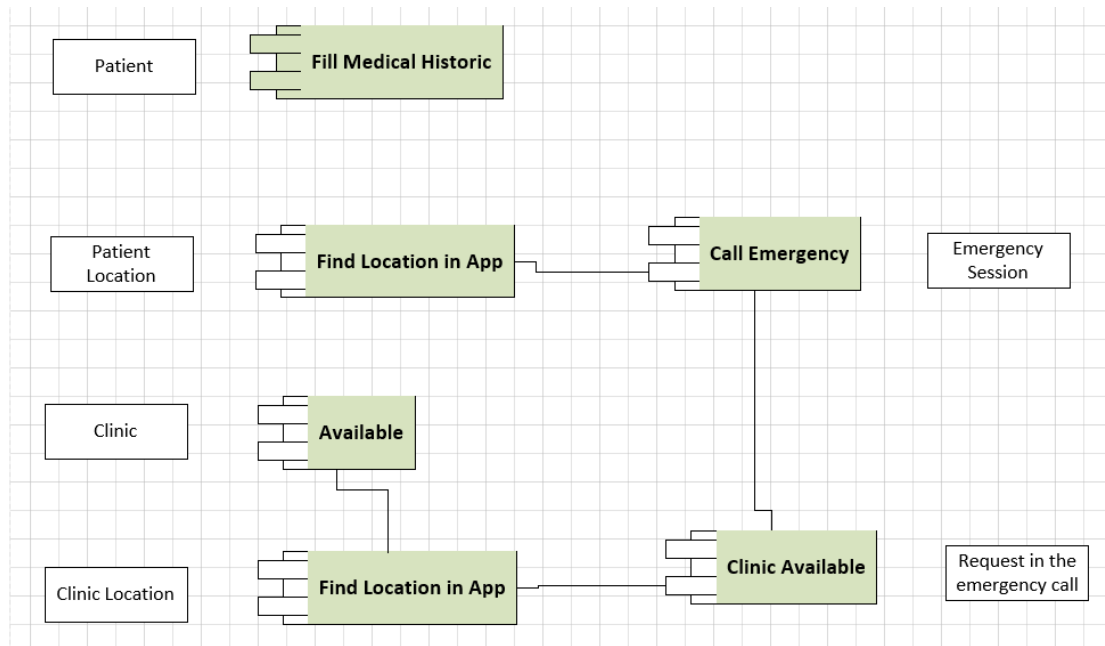 Patient
Fill Medical Historic
Patient
Location
Find Location in App
Call Emergency
Emergency
Session
Clinic
Available
Clinic Location
Find Location in App
Clinic Available
Request in the
emergency call